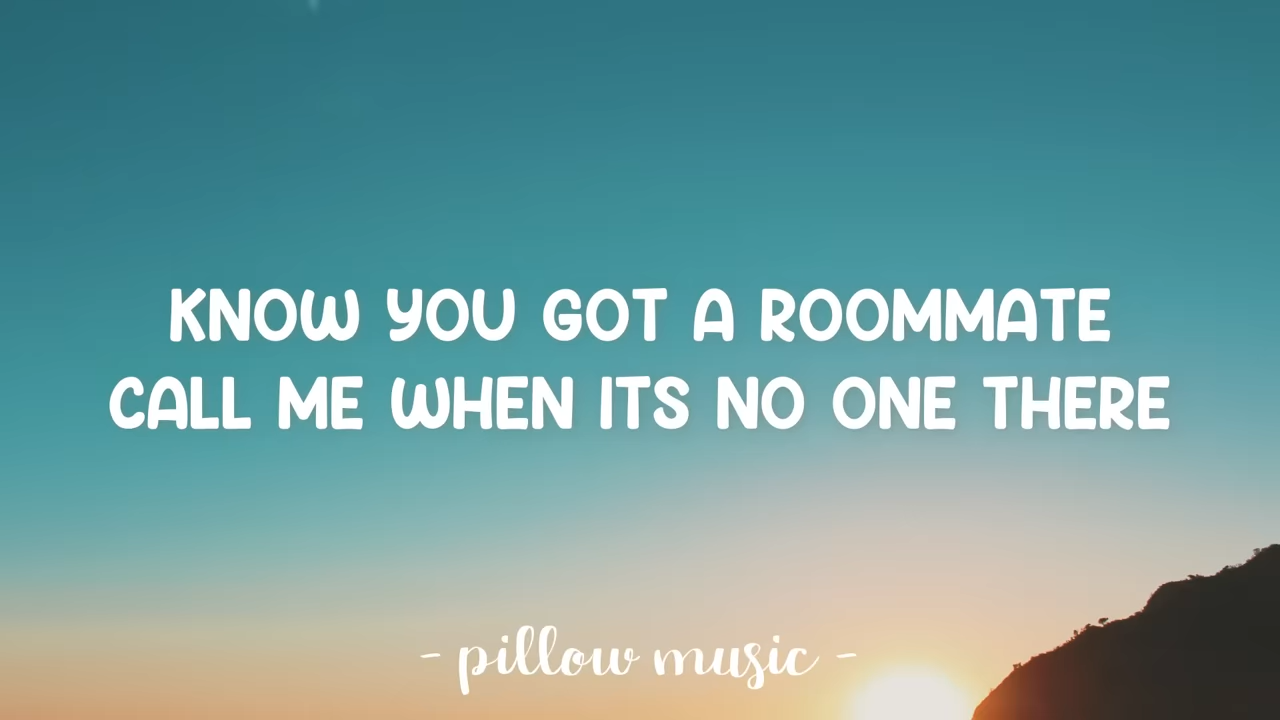 KNOW YOU GOT A ROOMMATE
CALL ME WHEN ITS NO ONE THERE
- pillow music -